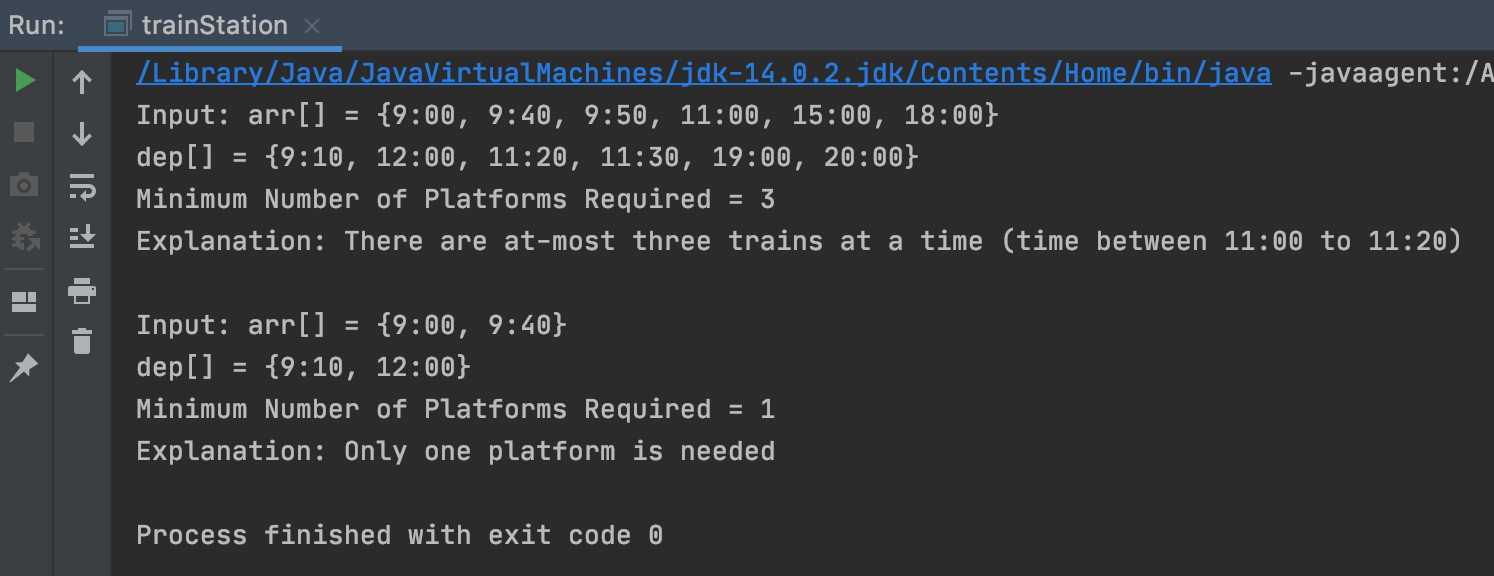 Run: trainStation
/Library/Java/JavaVirtualMachines/jdk-14.0.2.jdk/Contents/Home/bin/java -javaagent:/A
Input: arr[] = {9:00, 9:40, 9:50, 11:00, 15:00, 18:00}
dep[] = {9:10, 12:00, 11:20, 11:30, 19:00, 20:00}
Minimum Number of Platforms Required = 3
Explanation: There are at-most three trains at a time (time between 11:00 to 11:20)
Input: arr[] = {9:00, 9:40}
dep[] = {9:10, 12:00}
Minimum Number of Platforms Required = 1
Explanation: Only one platform is needed
Process finished with exit code 0